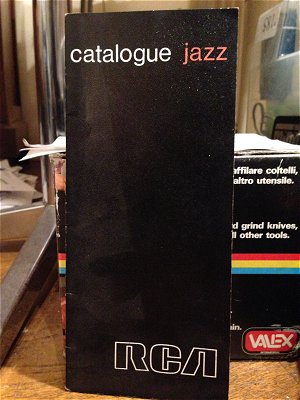 catalogue jazz
affilare coltelli,
altro utensile.
grind knives,
other tools.
VALEX
RCA